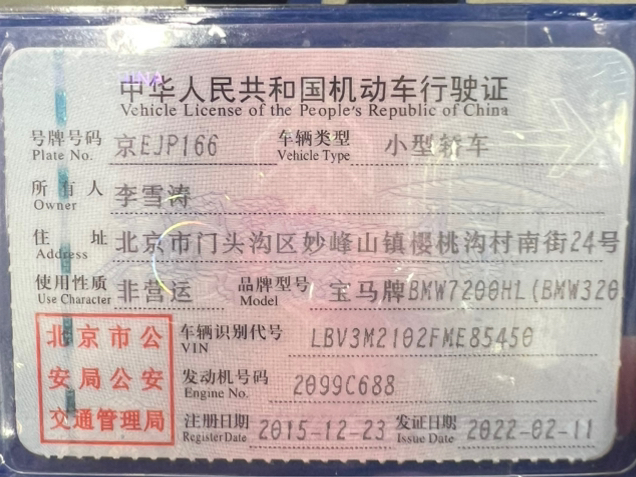 中华人民共和国机动车行驶证
Vehicle License of the People's Republic of China
号牌号码 京EJP166 车辆类型 小型轿车
Plate No. Vehicle Type
所有人 李雪涛
Owner
住址 北京市门头沟区妙峰山镇樱桃沟村南街24号
Address
使用性质 非营运 品牌型号 宝马牌BMW7200HL(BMW320
Use Character Model
北京市公 车辆识别代号 LBV3M2102FME85450
VIN
安局公安 发动机号码 2099C688
Engine No.
交通管理局 注册日期 2015-12-23 发证日期 2022-02-11
Register Date Issue Date